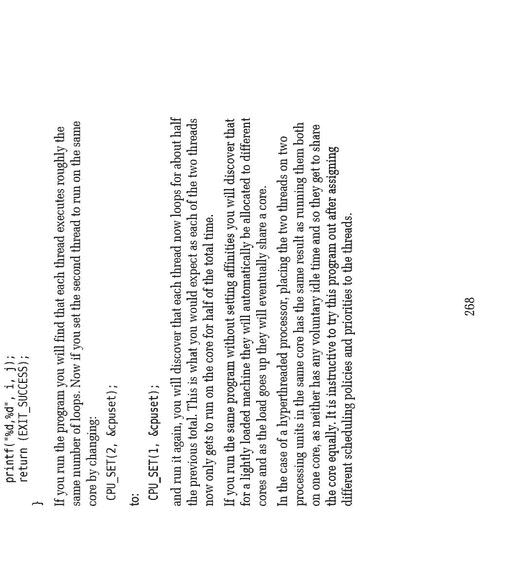 printf("%d,%d", i, j);
return (EXIT_SUCCESS);
}
If you run the program you will find that each thread executes roughly the
same number of loops. Now if you set the second thread to run on the same
core by changing:
CPU_SET(2, &cpuset);
to:
CPU_SET(1, &cpuset);
and run it again, you will discover that each thread now loops for about half
the previous total. This is what you would expect as each of the two threads
now only gets to run on the core for half of the total time.
If you run the same program without setting affinities you will discover that
for a lightly loaded machine they will automatically be allocated to different
cores and as the load goes up they will eventually share a core.
In the case of a hyperthreaded processor, placing the two threads on two
processing units in the same core has the same result as running them both
on one core, as neither has any voluntary idle time and so they get to share
the core equally. It is instructive to try this program out after assigning
different scheduling policies and priorities to the threads.
268